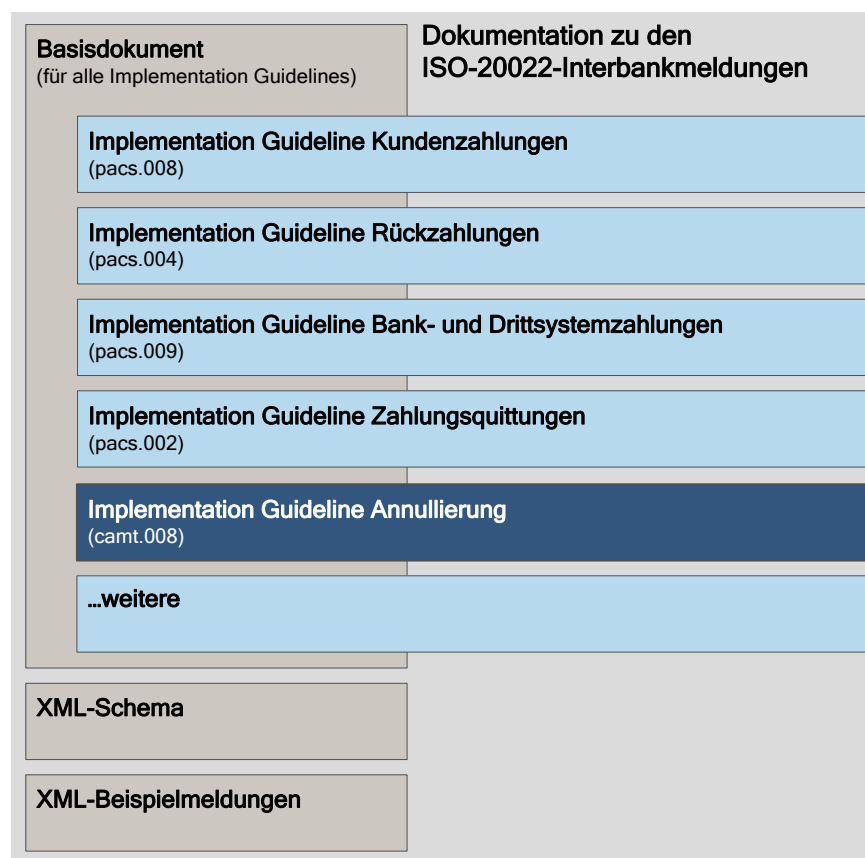 Basisdokument
(für alle Implementation Guidelines)
Dokumentation zu den
ISO-20022-Interbankmeldungen
Implementation Guideline Kundenzahlungen
(pacs.008)
Implementation Guideline Rückzahlungen
(pacs.004)
Implementation Guideline Bank- und Drittsystemzahlungen
(pacs.009)
Implementation Guideline Zahlungsquittungen
(pacs.002)
Implementation Guideline Annullierung
(camt.008)
...weitere
XML-Schema
XML-Beispielmeldungen